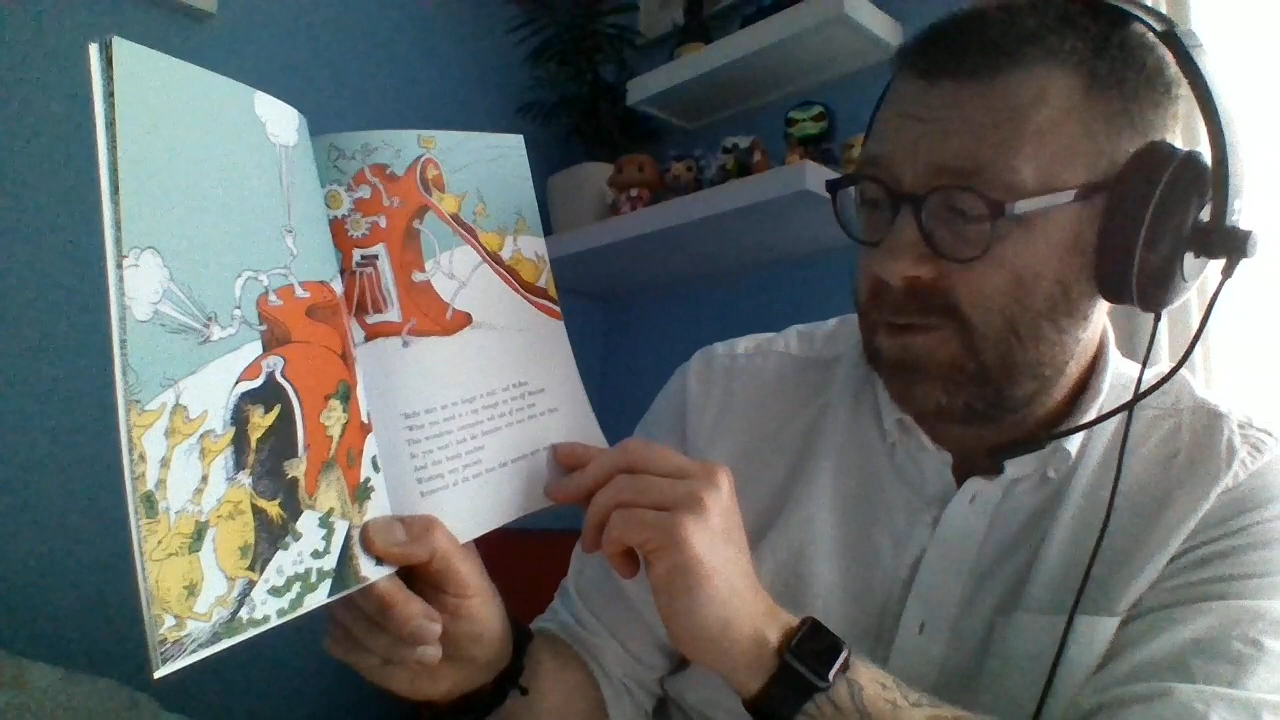 "Belly stars are no longer in style," said McBean.
"What you need is a trip through my Star-Off Machine.
This wondrous contraption will take off your stars
So you won't look like Sneetches who have them on thars."
And that handy machine
Working very precisely
Removed all the stars from their tummies quite